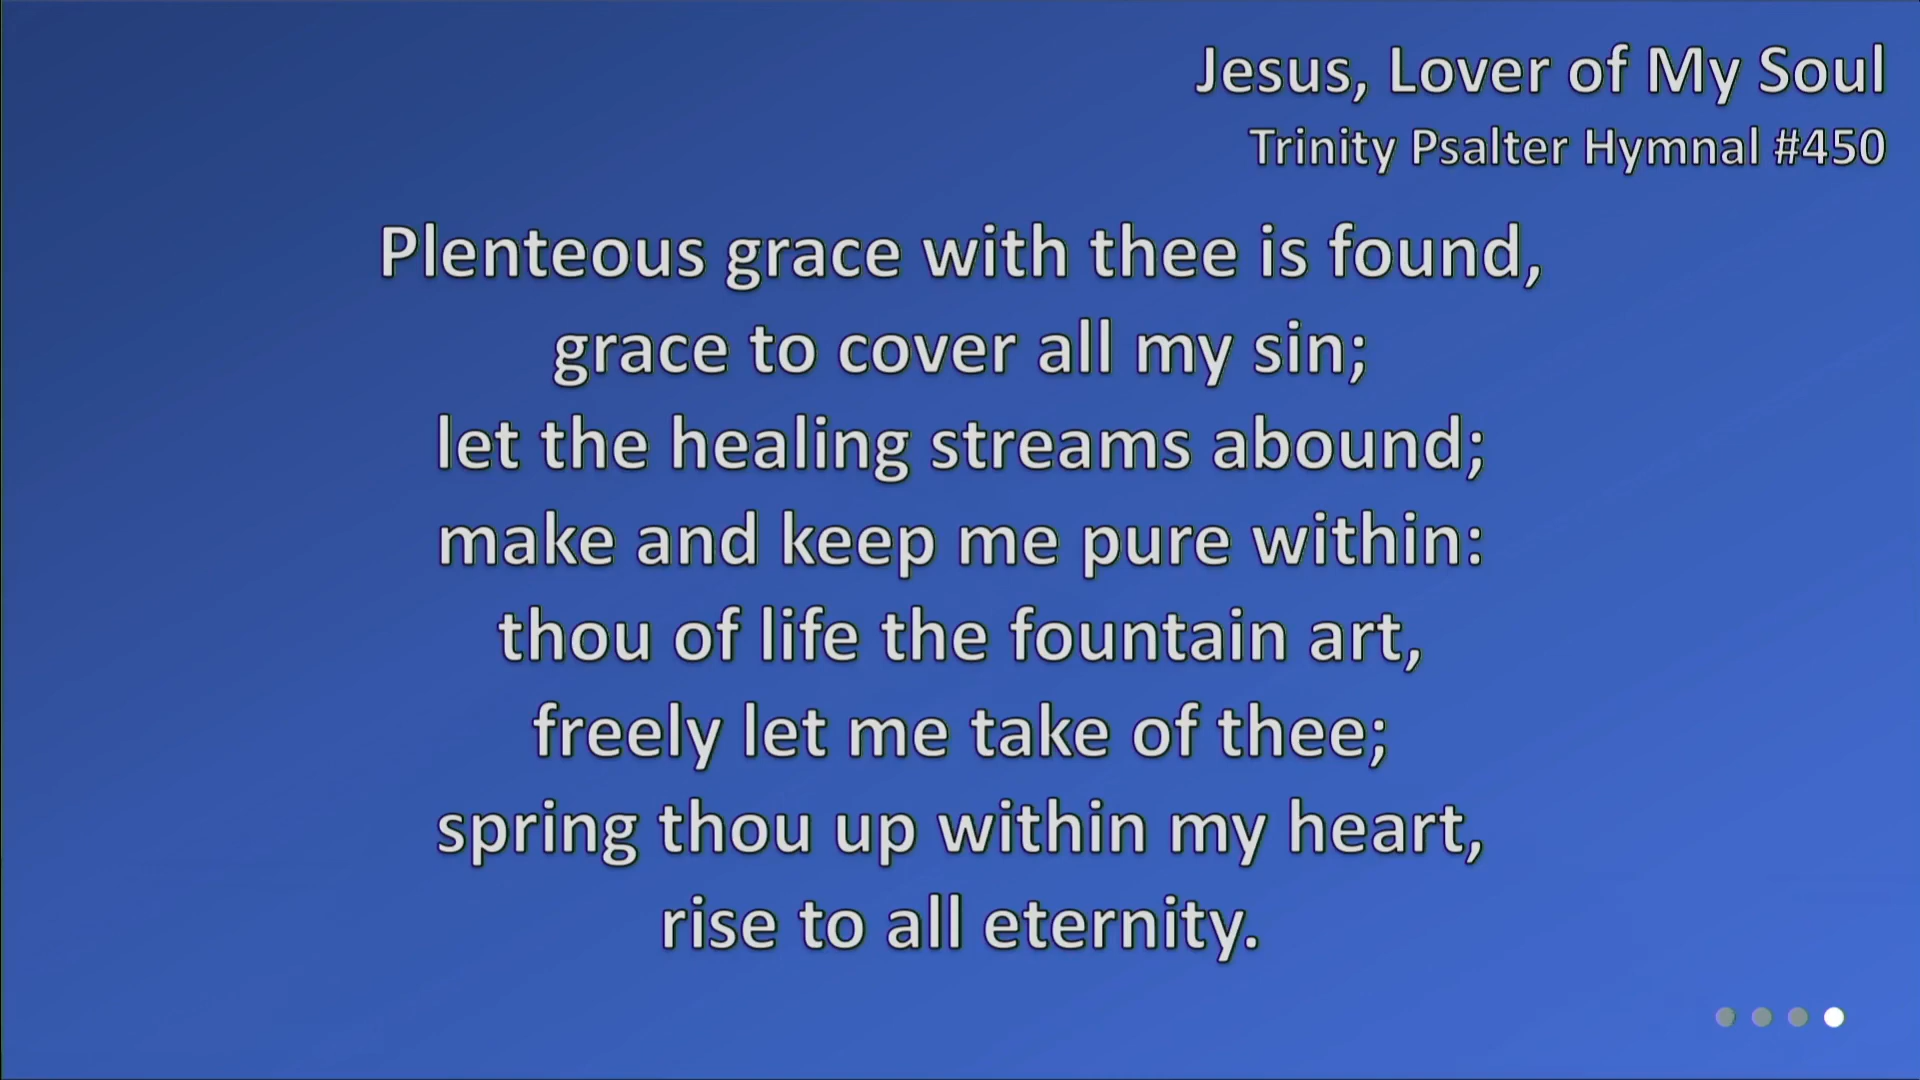 Jesus, Lover of My Soul
Trinity Psalter Hymnal #450
Plenteous grace with thee is found,
grace to cover all my sin;
let the healing streams abound;
make and keep me pure within:
thou of life the fountain art,
freely let me take of thee;
spring thou up within my heart,
rise to all eternity.